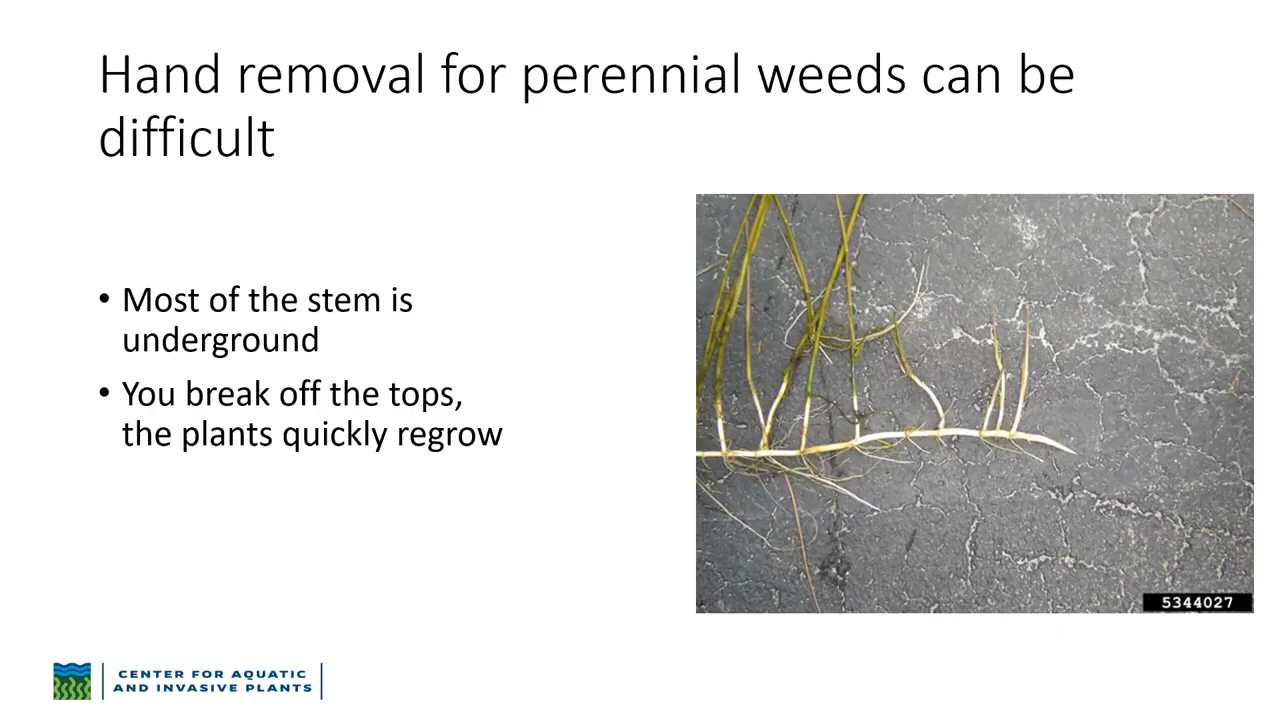 Hand removal for perennial weeds can be
difficult
• Most of the stem is
underground
• You break off the tops,
the plants quickly regrow
5344027
CENTER FOR AQUATIC
AND INVASIVE PLANTS